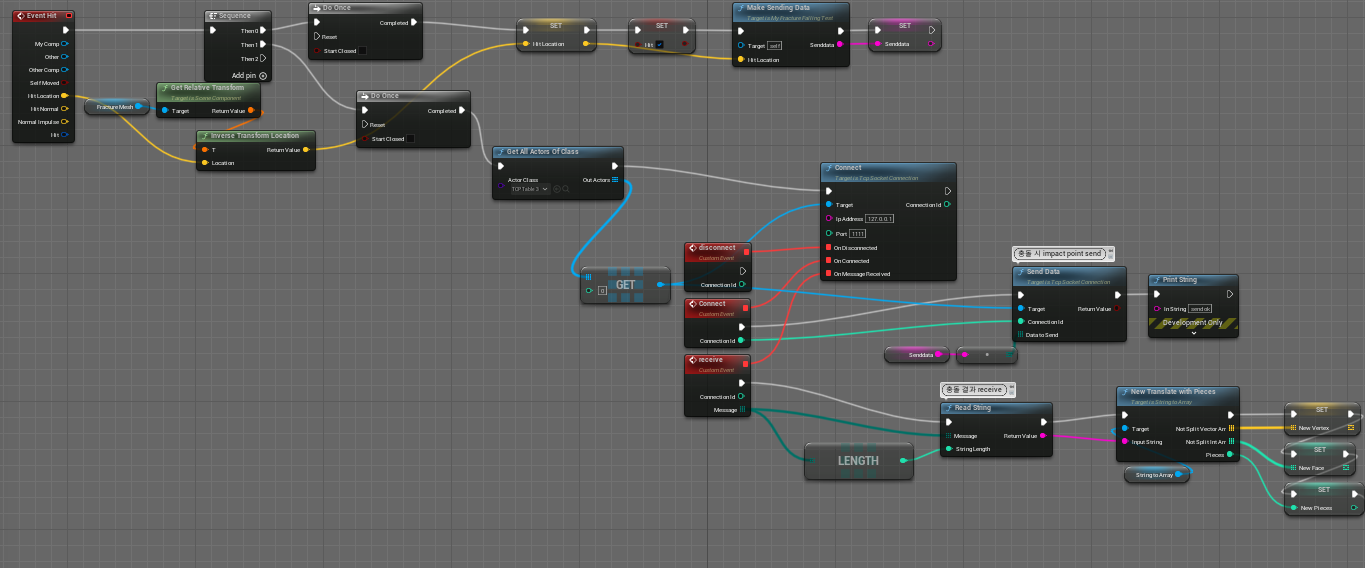 Event Hit
My Comp
Other
Other Comp
Self Moved
Hit Location
Hit Normal
Normal Impulse
Hit
Sequence
Then 0
Then 1
Then 2
Add pin
Fracture Mesh
Get Relative Transform
Target is Scene Component
Target
Return Value
Inverse Transform Location
T
Return Value
Location
Do Once
Completed
Reset
Start Closed
Do Once
Completed
Reset
Start Closed
SET
Hit Location
SET
Hit
Make Sending Data
Target is My Fracture Falling Test
Target
self
Senddata
Hit Location
SET
Senddata
Get All Actors Of Class
Actor Class
TCP Table 3
Out Actors
GET
0
Connect
Target is Tcp Socket Connection
Target
Connection Id
Ip Address
127.0.0.1
Port
1111
On Disconnected
On Connected
On Message Received
disconnect
Custom Event
Connection Id
Connect
Custom Event
Connection Id
receive
Custom Event
Connection Id
Message
충돌 시 impact point send
Send Data
Target is Tcp Socket Connection
Target
Return Value
Connection Id
Data to Send
Print String
In String
send ok
Development Only
Senddata
충돌 결과 receive
Read String
Message
Return Value
String Length
LENGTH
New Translate with Pieces
Target is String to Array
Target
Not Split Vector Arr
Input String
Not Split Int Arr
Pieces
String to Array
SET
New Vertex
SET
New Face
SET
New Pieces